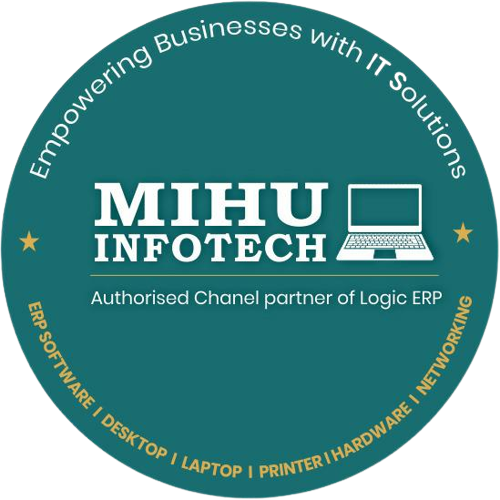 Empowering Businesses with IT Solutions
MIHU
INFOTECH
Authorised Chanel partner of Logic ERP
ERP SOFTWARE | DESKTOP | LAPTOP | PRINTER | HARDWARE | NETWORKING